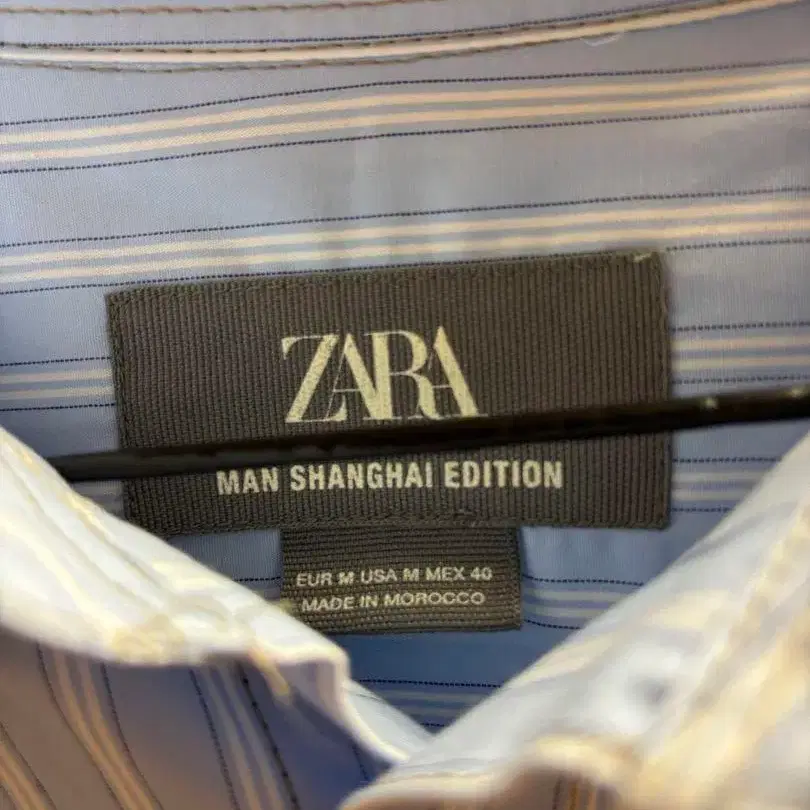 ZARA
MAN SHANGHAI EDITION
EUR M USA M MEX 40
MADE IN MOROCCO